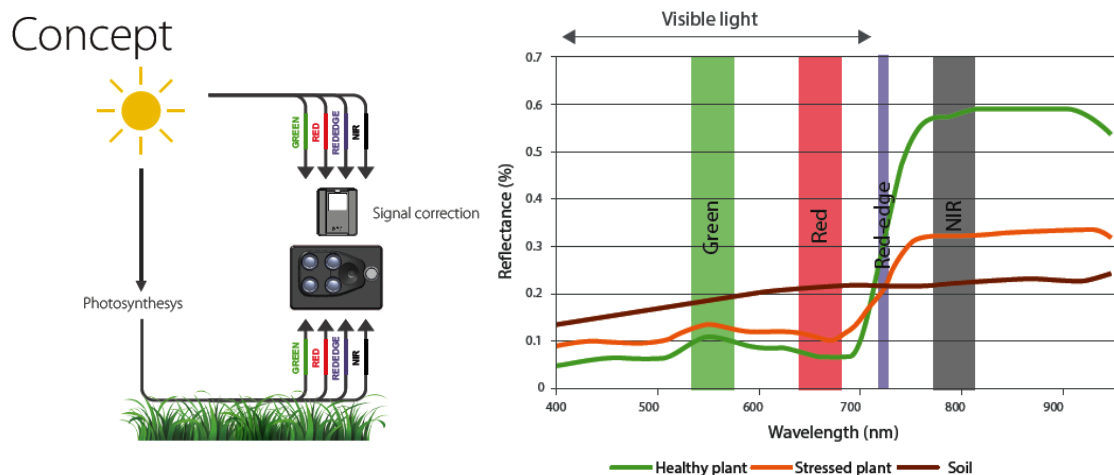 Concept
GREEN
RED
REDEDGE
NIR
Signal correction
Photosynthesys
GREEN
RED
REDEDGE
NIR
Visible light
Reflectance (%)
0.7
0.6
0.5
0.4
0.3
0.2
0.1
0
Green
Red
Red-edge
NIR
400
500
600
700
800
900
Wavelength (nm)
Healthy plant
Stressed plant
Soil